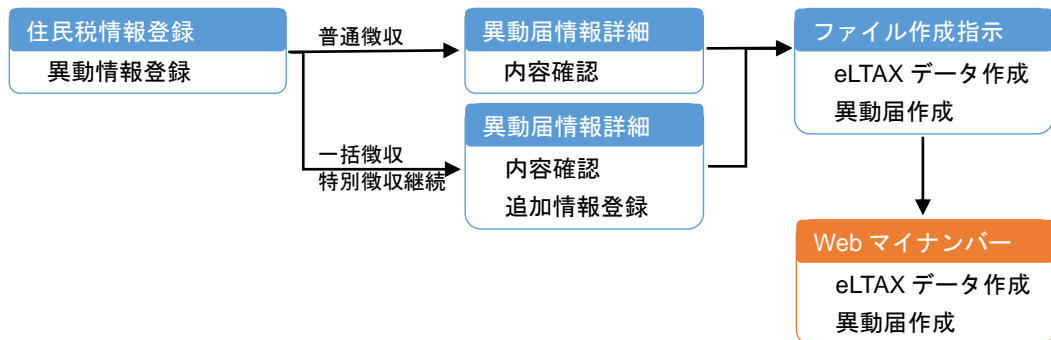 住民税情報登録
異動情報登録
普通徴収
一括徴収
特別徴収継続
異動届情報詳細
内容確認
異動届情報詳細
内容確認
追加情報登録
ファイル作成指示
eLTAX データ作成
異動届作成
Web マイナンバー
eLTAX データ作成
異動届作成